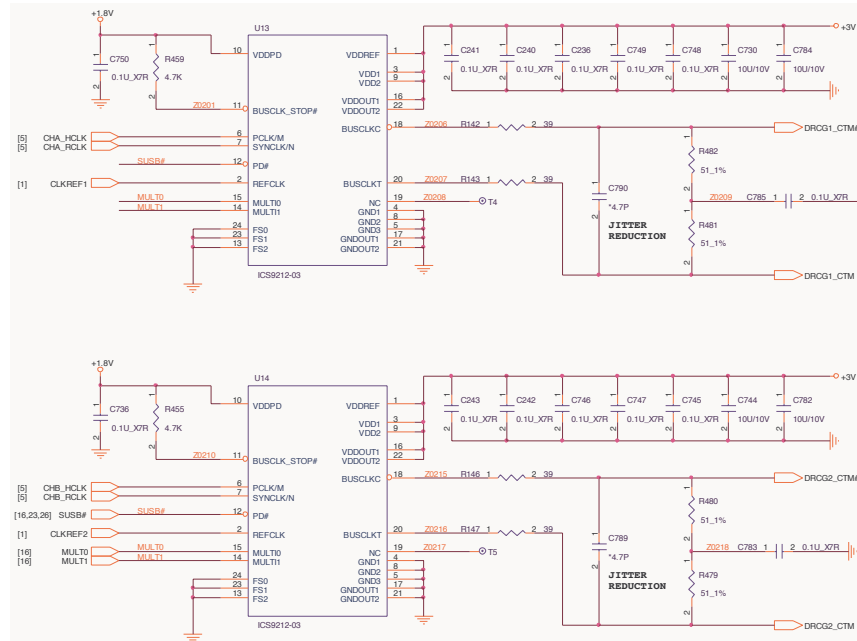 +1.8V
U13
+3V
C750
0.1U_X7R
R459
4.7K
10 VDDPD
VDDREF 1
VDD1 3
VDD2 9
VDDOUT1 16
VDDOUT2 22
C241
0.1U_X7R
C240
0.1U_X7R
C236
0.1U_X7R
C749
0.1U_X7R
C748
0.1U_X7R
C730
10U/10V
C784
10U/10V
Z0201 11 BUSCLK_STOP#
BUSCLKC 18 Z0206 R142 1 2 39 DRCG1_CTM#
[5] CHA_HCLK 6 PCLK/M
[5] CHA_RCLK 7 SYNCLK/N
SUSB# 12 PD#
[1] CLKREF1 2 REFCLK
BUSCLKT 20 Z0207 R143 1 2 39
MULT0 15 MULTI0
MULT1 14 MULTI1
NC 19 Z0208 T4
GND1 4
GND2 8
GND3 5
GNDOUT1 17
GNDOUT2 21
24 FS0
23 FS1
13 FS2
C790
*4.7P
JITTER
REDUCTION
R482
51_1%
Z0209 C785 1 2 0.1U_X7R
R481
51_1%
DRCG1_CTM
ICS9212-03
+1.8V
U14
+3V
C736
0.1U_X7R
R455
4.7K
10 VDDPD
VDDREF 1
VDD1 3
VDD2 9
VDDOUT1 16
VDDOUT2 22
C243
0.1U_X7R
C242
0.1U_X7R
C746
0.1U_X7R
C747
0.1U_X7R
C745
0.1U_X7R
C744
10U/10V
C782
10U/10V
Z0210 11 BUSCLK_STOP#
BUSCLKC 18 Z0215 R146 1 2 39 DRCG2_CTM#
[5] CHB_HCLK 6 PCLK/M
[5] CHB_RCLK 7 SYNCLK/N
[16,23,26] SUSB# SUSB# 12 PD#
[1] CLKREF2 2 REFCLK
BUSCLKT 20 Z0216 R147 1 2 39
[16] MULT0 MULT0 15 MULTI0
[16] MULT1 MULT1 14 MULTI1
NC 19 Z0217 T5
GND1 4
GND2 8
GND3 5
GNDOUT1 17
GNDOUT2 21
24 FS0
23 FS1
13 FS2
C789
*4.7P
JITTER
REDUCTION
R480
51_1%
Z0218 C783 1 2 0.1U_X7R
R479
51_1%
DRCG2_CTM
ICS9212-03